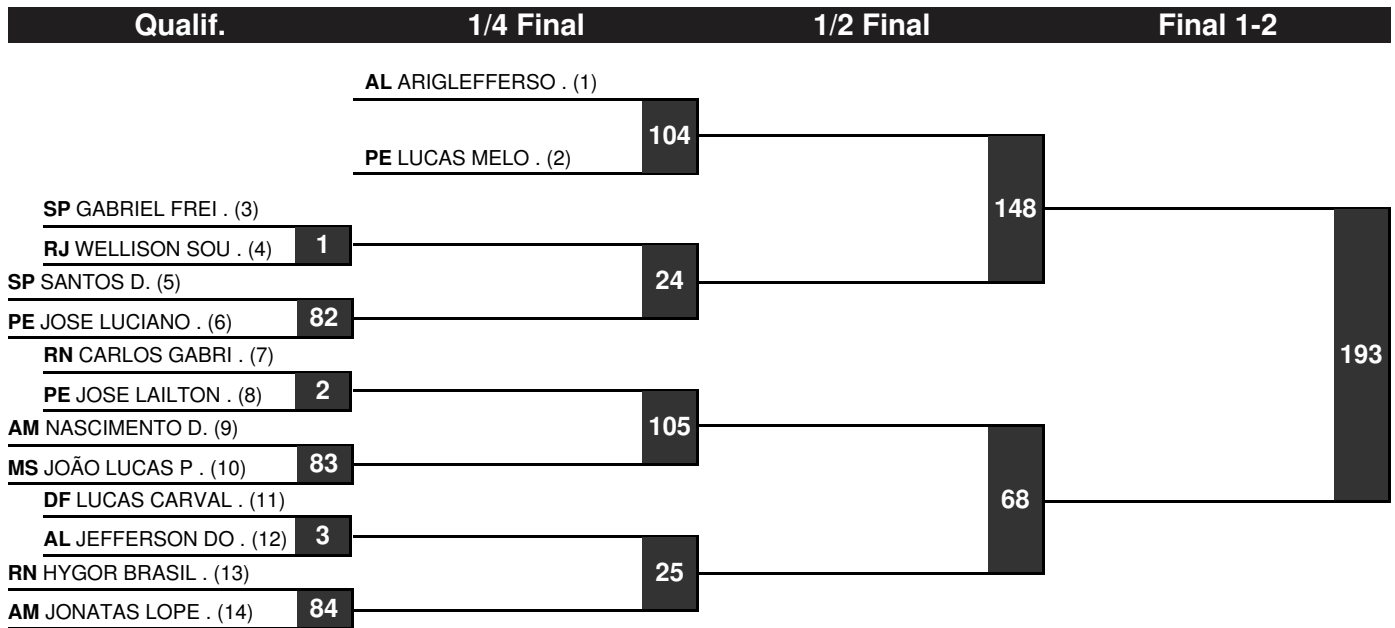 Qualif. 1/4 Final 1/2 Final Final 1-2
AL ARIGLEFFERSO . (1)
104
PE LUCAS MELO . (2)
148
SP GABRIEL FREI . (3)
1
RJ WELLISON SOU . (4)
24
SP SANTOS D. (5)
82
PE JOSE LUCIANO . (6)
193
RN CARLOS GABRI . (7)
2
PE JOSE LAILTON . (8)
105
AM NASCIMENTO D. (9)
83
MS JOÃO LUCAS P . (10)
68
DF LUCAS CARVAL . (11)
3
AL JEFFERSON DO . (12)
25
RN HYGOR BRASIL . (13)
84
AM JONATAS LOPE . (14)